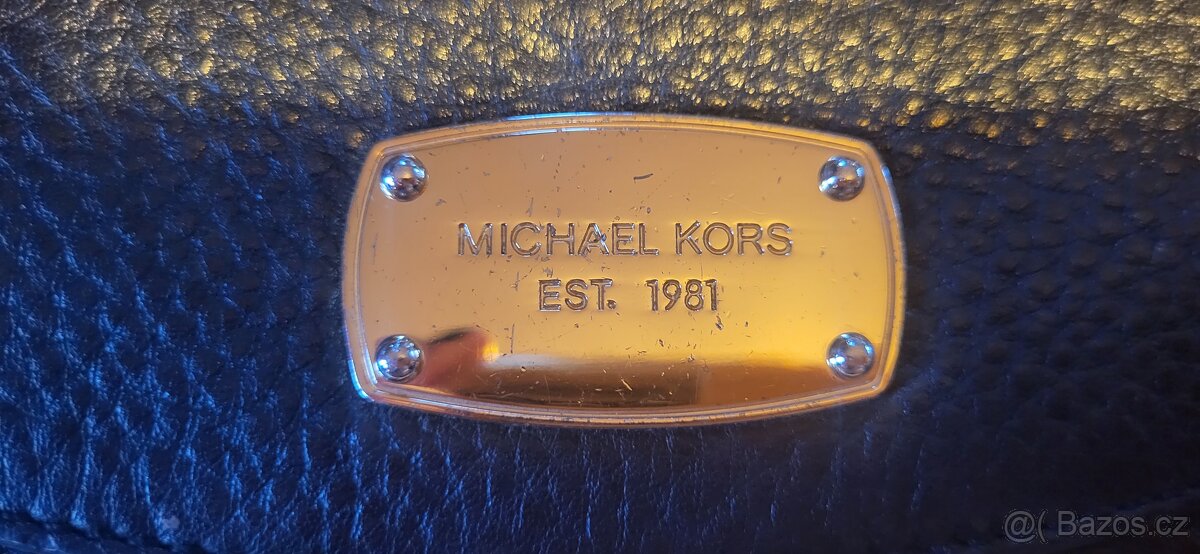 MICHAEL KORS
EST. 1981
@( Bazos.cz